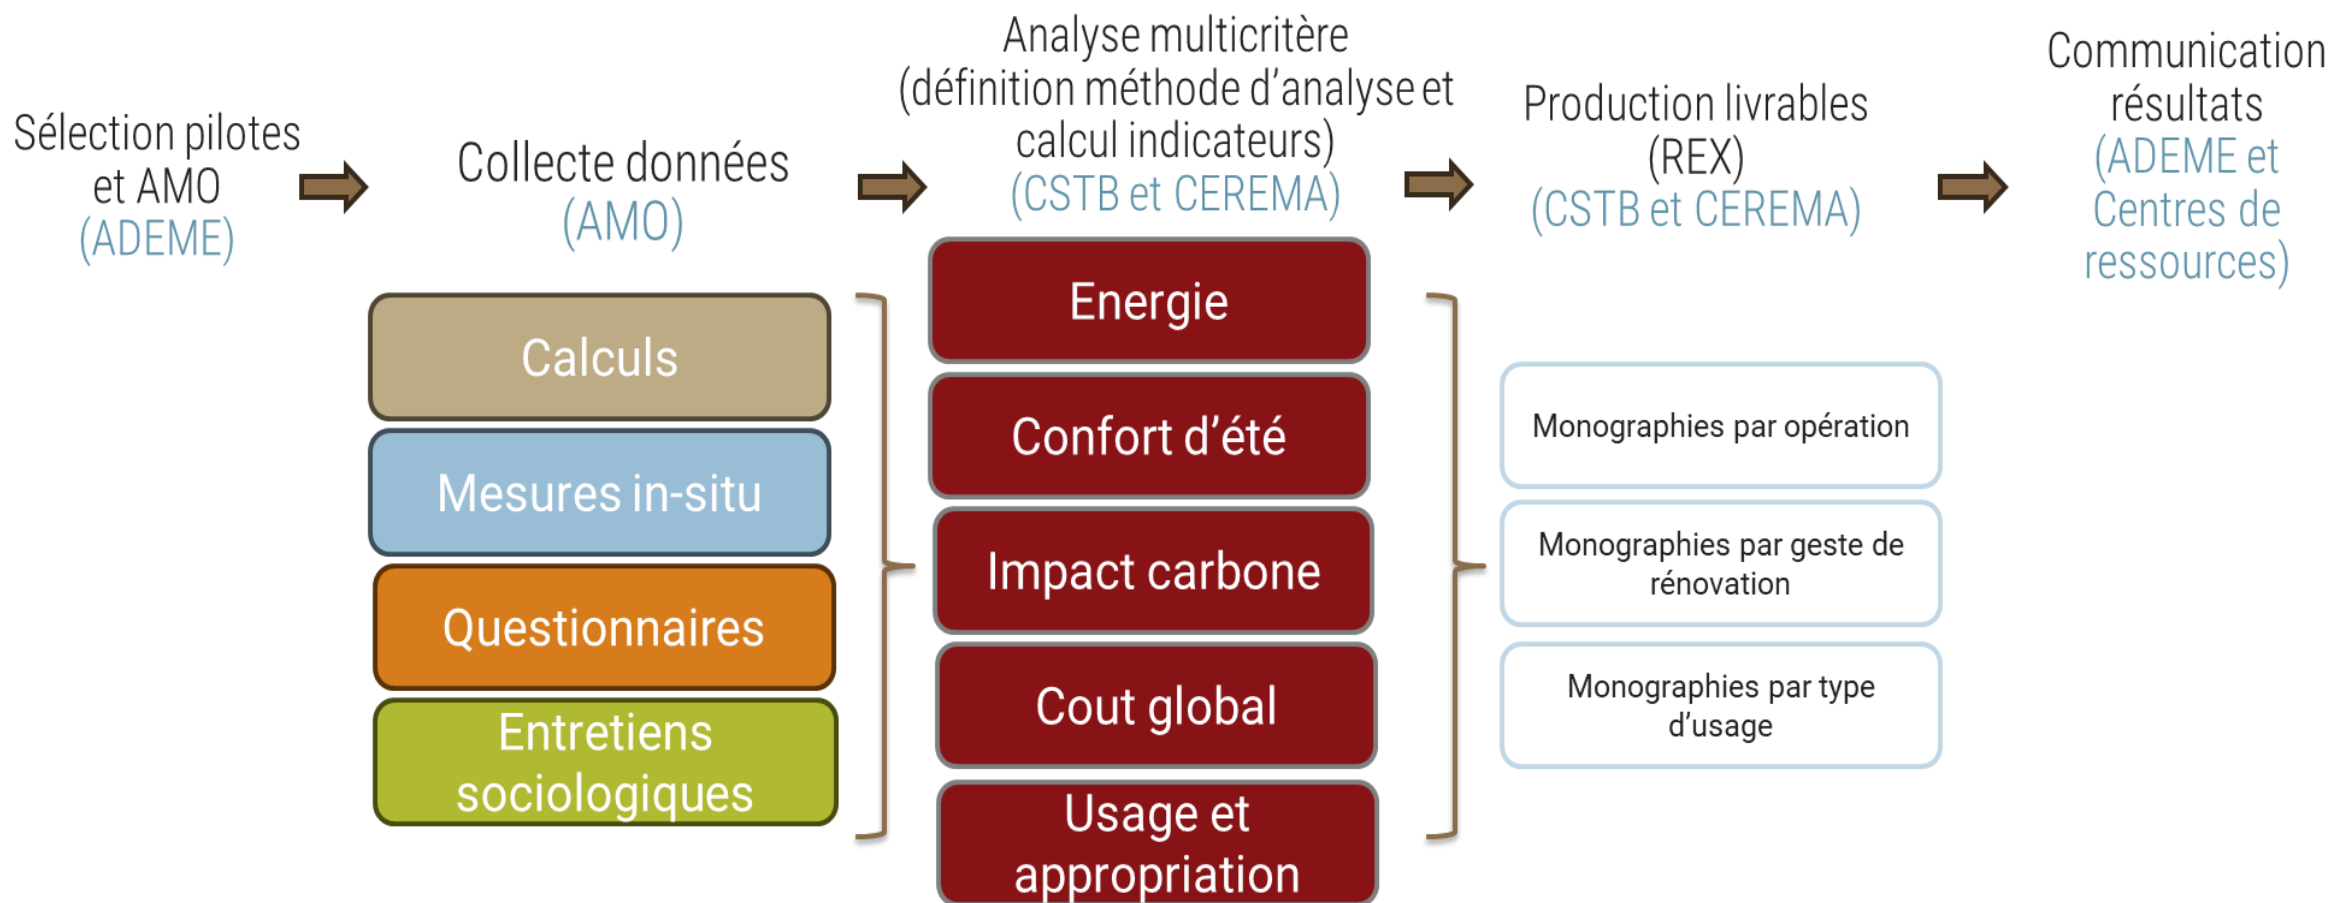 Sélection pilotes
et AMO
(ADEME)
Collecte données
(AMO)
Analyse multicritère
(définition méthode d'analyse et
calcul indicateurs)
(CSTB et CEREMA)
Production livrables
(REX)
(CSTB et CEREMA)
Communication
résultats
(ADEME et
Centres de
ressources)
Calculs
Mesures in-situ
Questionnaires
Entretiens
sociologiques
Energie
Confort d'été
Impact carbone
Cout global
Usage et
appropriation
Monographies par opération
Monographies par geste de
rénovation
Monographies par type
d'usage